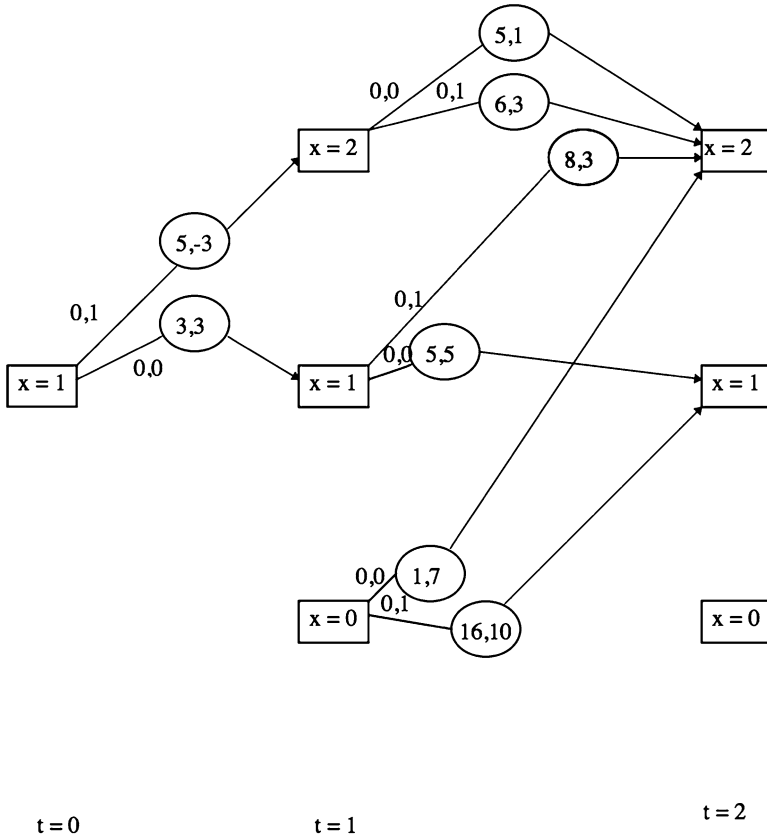 5,1
0,0
0,1
6,3
x = 2
x = 2
8,3
5,-3
0,1
0,1
3,3
0,0
0,0
5,5
x = 1
x = 1
x = 1
0,0
1,7
0,1
x = 0
16,10
x = 0
t = 0
t = 1
t = 2